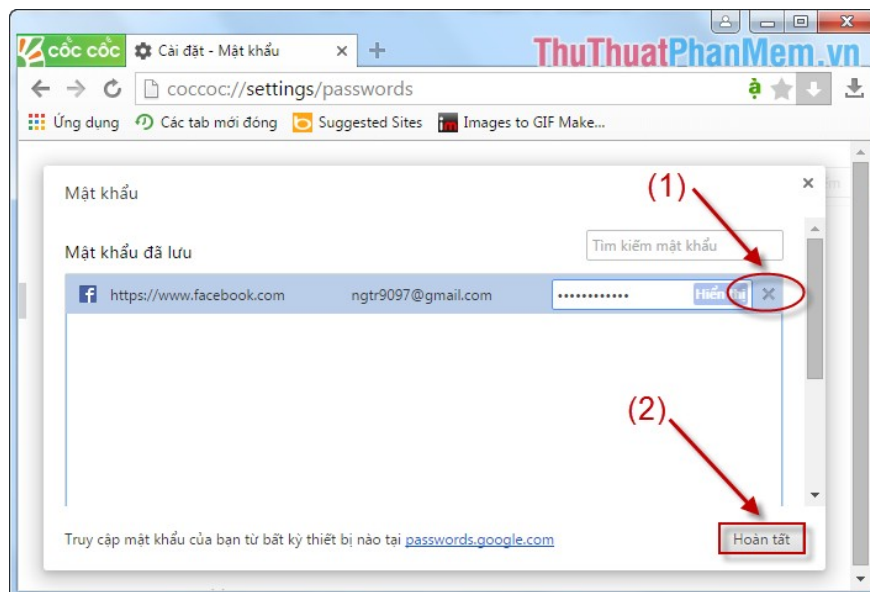 cốc cốc Cài đặt - Mật khẩu
ThuThuatPhanMem.vn
coccoc://settings/passwords
Ứng dụng Các tab mới đóng Suggested Sites Images to GIF Make...
Mật khẩu
(1)
Mật khẩu đã lưu Tìm kiếm mật khẩu
https://www.facebook.com ngtr9097@gmail.com •••••••••••• Hiển thị
(2)
Truy cập mật khẩu của bạn từ bất kỳ thiết bị nào tại passwords.google.com Hoàn tất